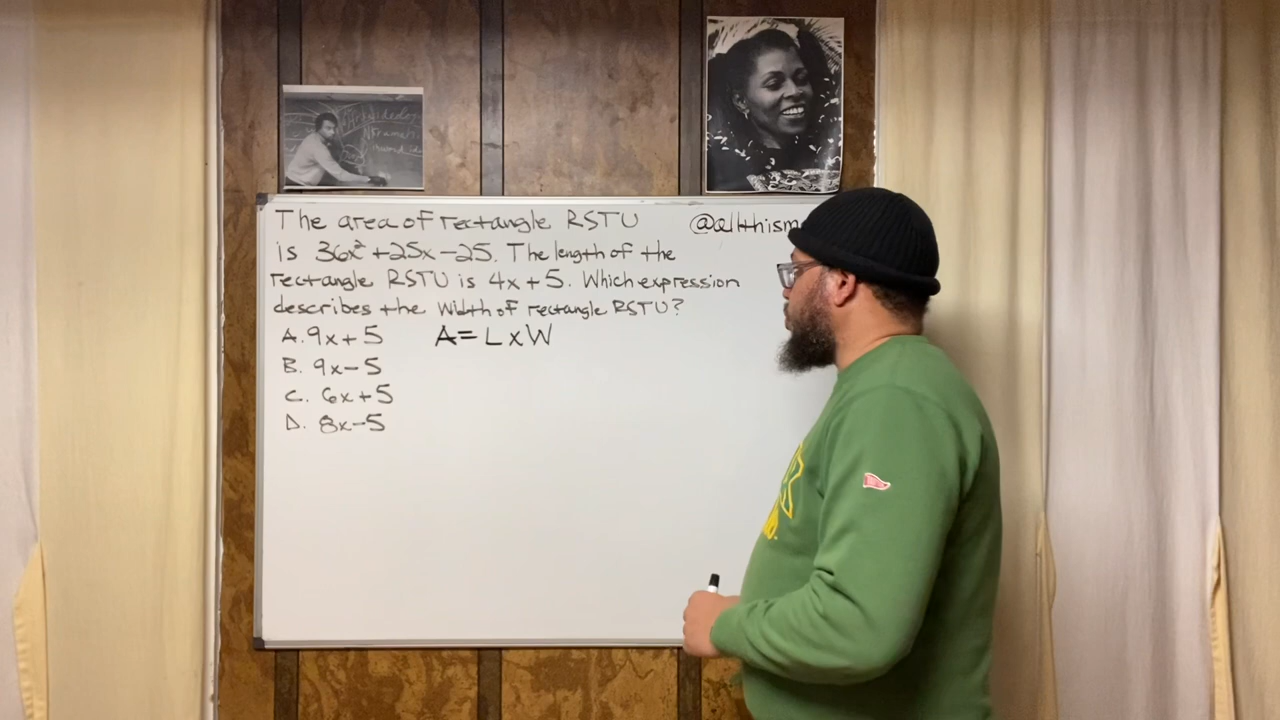 The area of rectangle RSTU
@allthism
is 36x² + 25x - 25. The length of the
rectangle RSTU is 4x + 5. Which expression
describes the width of rectangle RSTU?
A. 9x + 5
A = L x W
B. 9x - 5
C. 6x + 5
D. 8x - 5